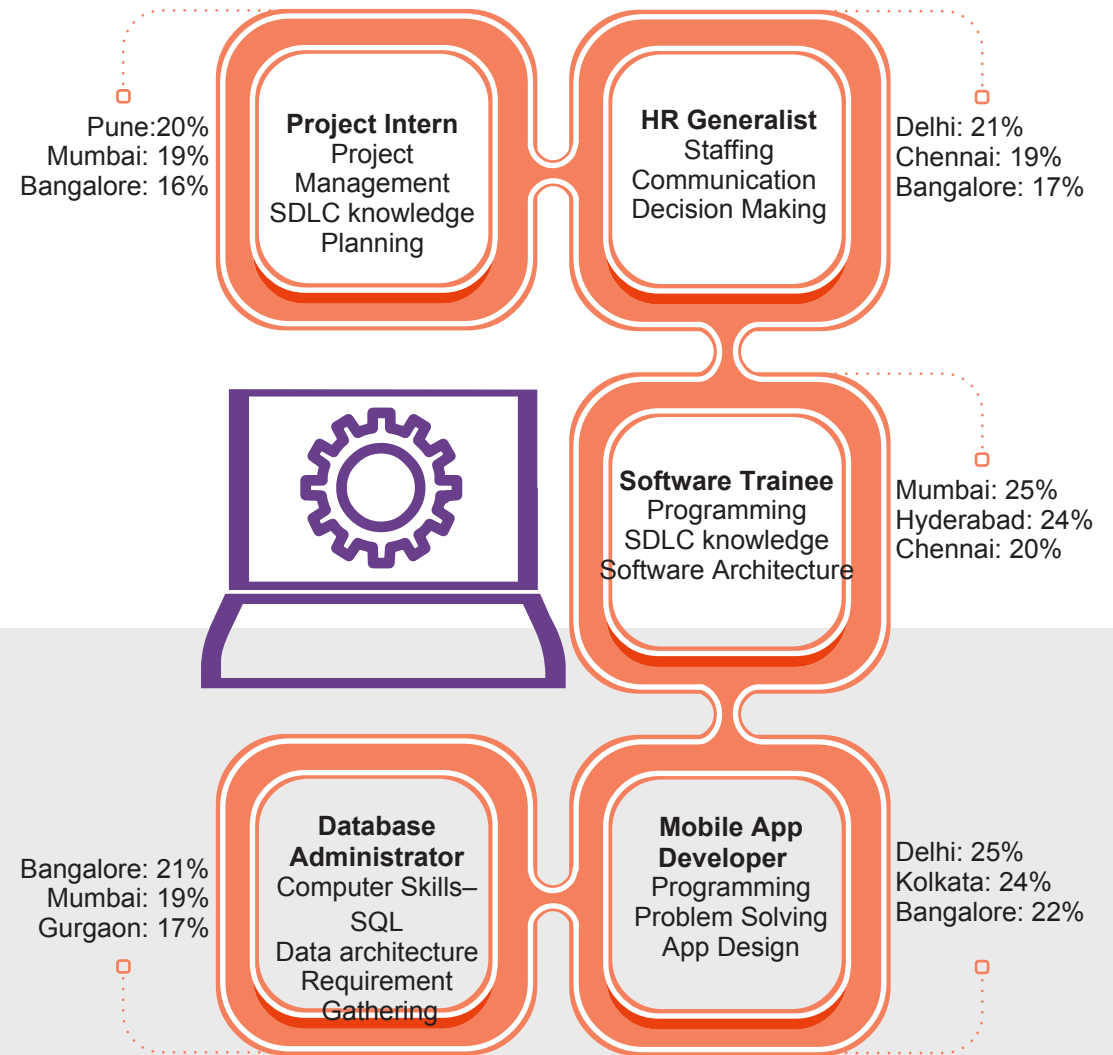 Pune:20%
Mumbai: 19%
Bangalore: 16%
Project Intern
Project
Management
SDLC knowledge
Planning
HR Generalist
Staffing
Communication
Decision Making
Delhi: 21%
Chennai: 19%
Bangalore: 17%
Software Trainee
Programming
SDLC knowledge
Software Architecture
Mumbai: 25%
Hyderabad: 24%
Chennai: 20%
Bangalore: 21%
Mumbai: 19%
Gurgaon: 17%
Database
Administrator
Computer Skills–
SQL
Data architecture
Requirement
Gathering
Mobile App
Developer
Programming
Problem Solving
App Design
Delhi: 25%
Kolkata: 24%
Bangalore: 22%